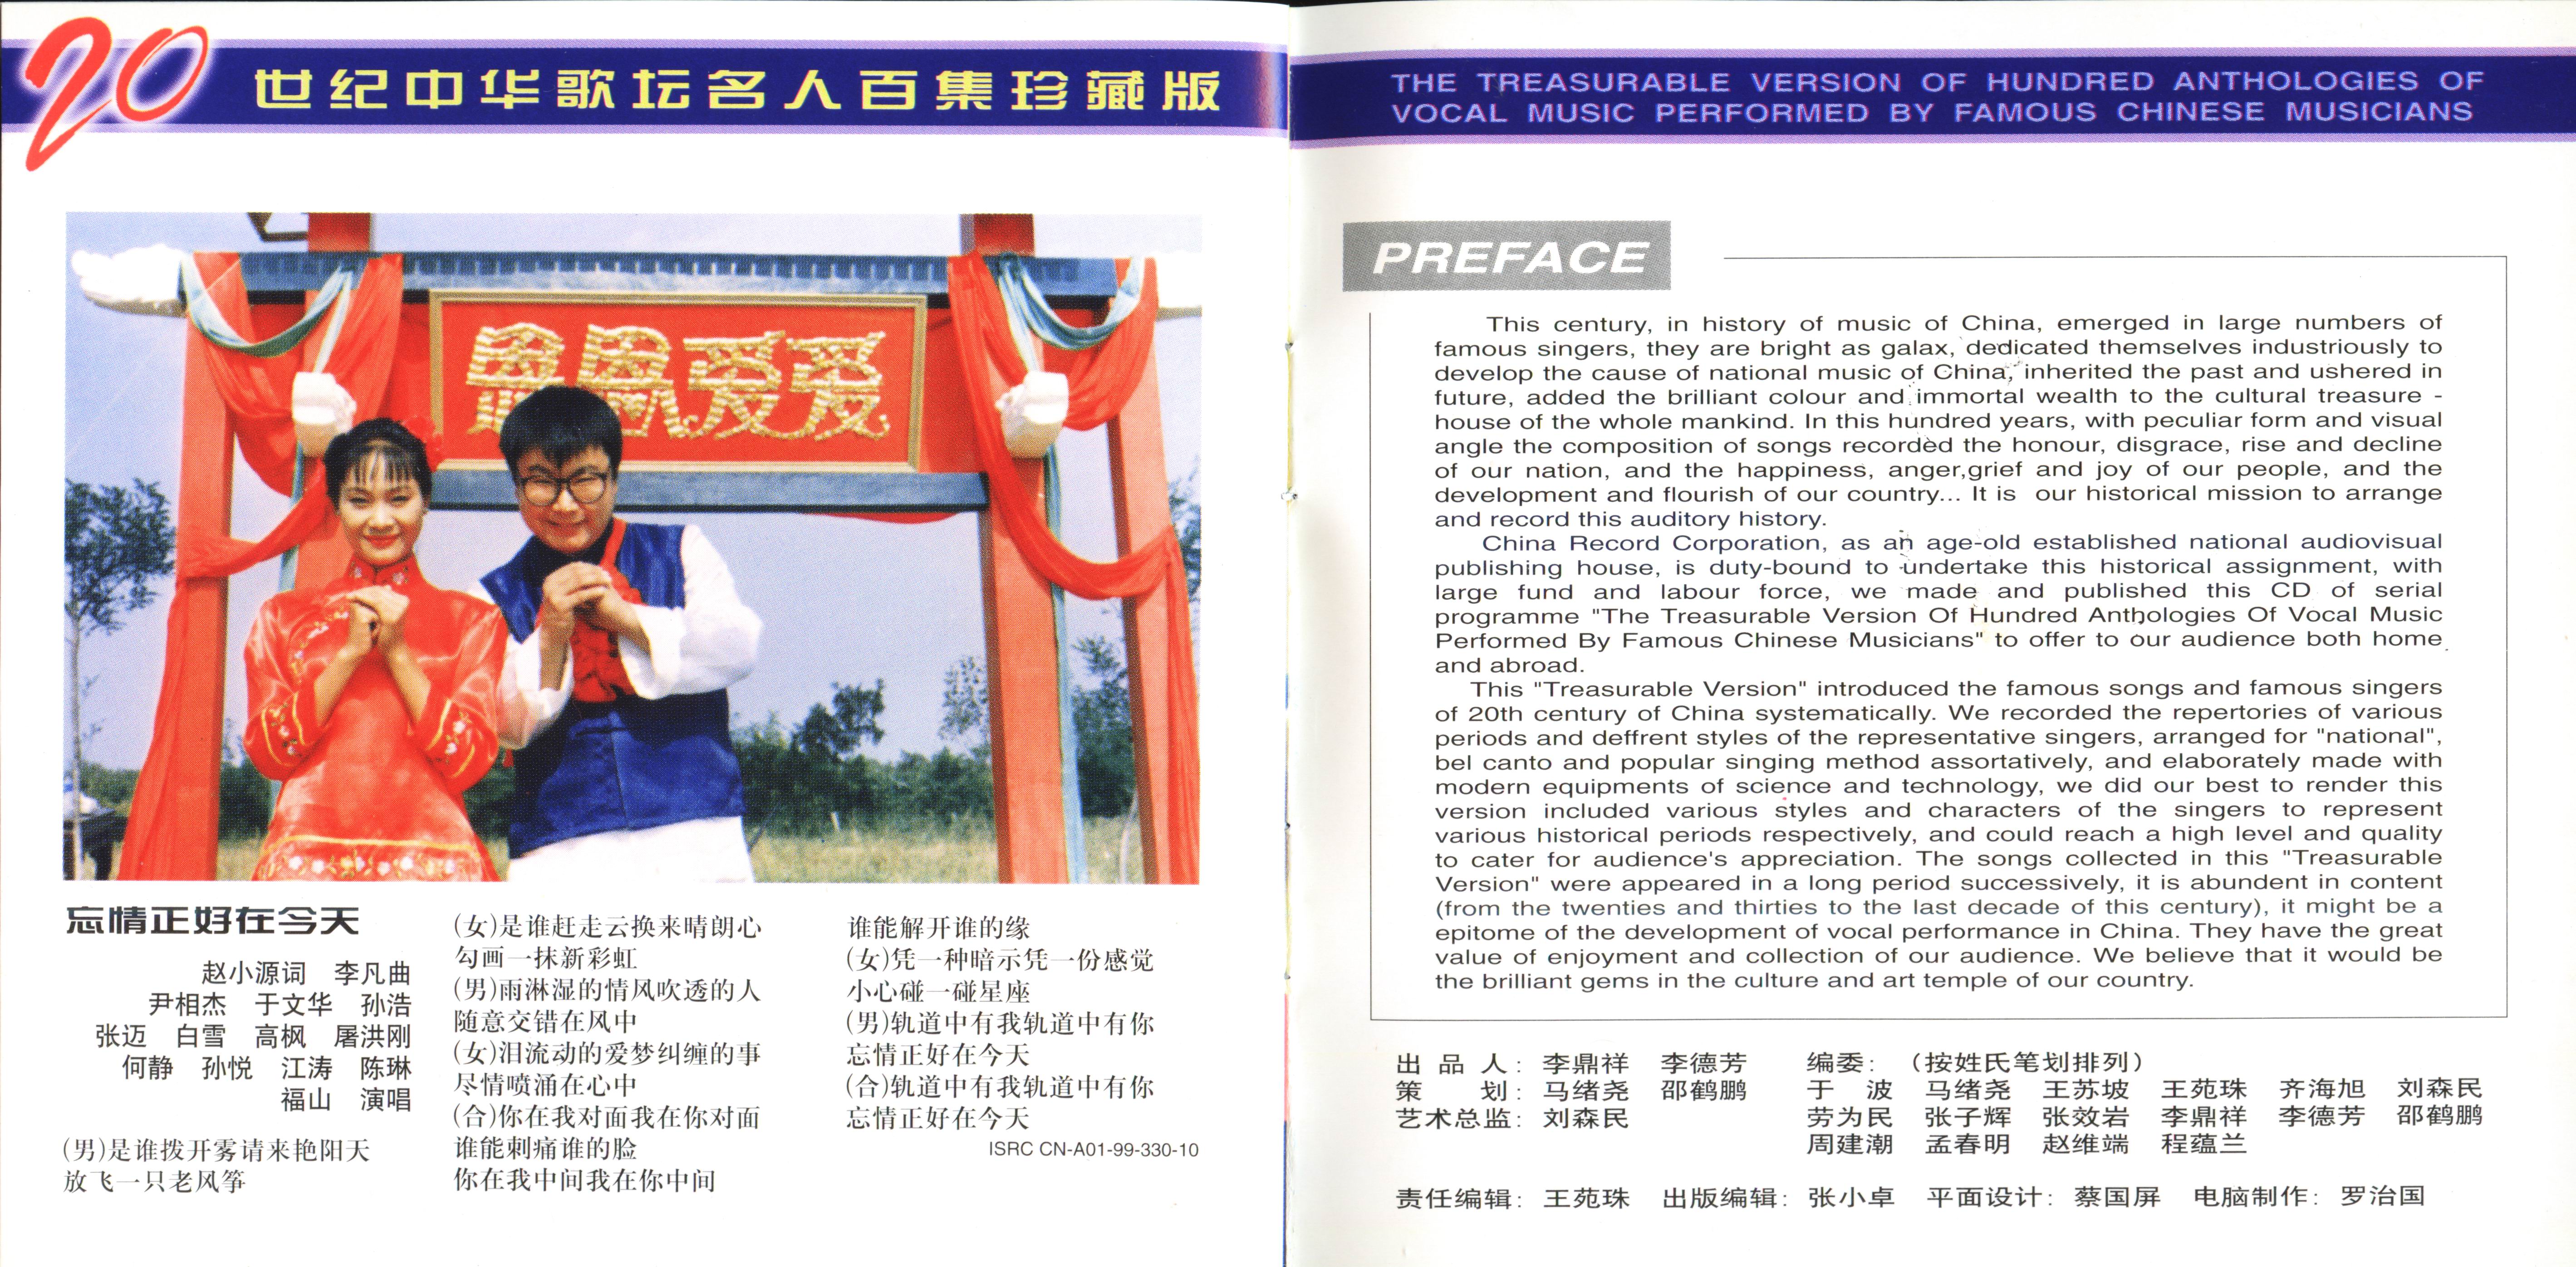 20世纪中华歌坛名人百集珍藏版
恩恩爱爱
忘情正好在今天
赵小源词 李凡曲
尹相杰 于文华 孙浩
张迈 白雪 高枫 屠洪刚
何静 孙悦 江涛 陈琳
福山 演唱
(男)是谁拨开雾请来艳阳天
放飞一只老风筝
(女)是谁赶走云换来晴朗心
勾画一抹新彩虹
(男)雨淋湿的情风吹透的人
随意交错在风中
(女)泪流动的爱梦纠缠的事
尽情喷涌在心中
(合)你在我对面我在你对面
谁能刺痛谁的脸
你在我中间我在你中间
谁能解开谁的缘
(女)凭一种暗示凭一份感觉
小心碰一碰星座
(男)轨道中有我轨道中有你
忘情正好在今天
(合)轨道中有我轨道中有你
忘情正好在今天
ISRC CN-A01-99-330-10
THE TREASURABLE VERSION OF HUNDRED ANTHOLOGIES OF
VOCAL MUSIC PERFORMED BY FAMOUS CHINESE MUSICIANS
PREFACE
This century, in history of music of China, emerged in large numbers of
famous singers, they are bright as galax, dedicated themselves industriously to
develop the cause of national music of China, inherited the past and ushered in
future, added the brilliant colour and immortal wealth to the cultural treasure -
house of the whole mankind. In this hundred years, with peculiar form and visual
angle the composition of songs recorded the honour, disgrace, rise and decline
of our nation, and the happiness, anger,grief and joy of our people, and the
development and flourish of our country... It is our historical mission to arrange
and record this auditory history.
China Record Corporation, as an age-old established national audiovisual
publishing house, is duty-bound to undertake this historical assignment, with
large fund and labour force, we made and published this CD of serial
programme "The Treasurable Version Of Hundred Anthologies Of Vocal Music
Performed By Famous Chinese Musicians" to offer to our audience both home
and abroad.
This "Treasurable Version" introduced the famous songs and famous singers
of 20th century of China systematically. We recorded the repertories of various
periods and deffrent styles of the representative singers, arranged for "national",
bel canto and popular singing method assortatively, and elaborately made with
modern equipments of science and technology, we did our best to render this
version included various styles and characters of the singers to represent
various historical periods respectively, and could reach a high level and quality
to cater for audience's appreciation. The songs collected in this "Treasurable
Version" were appeared in a long period successively, it is abundent in content
(from the twenties and thirties to the last decade of this century), it might be a
epitome of the development of vocal performance in China. They have the great
value of enjoyment and collection of our audience. We believe that it would be
the brilliant gems in the culture and art temple of our country.
出品人: 李鼎祥 李德芳
策划: 马绪尧 邵鹤鹏
艺术总监: 刘森民
编委: (按姓氏笔划排列)
于波 马绪尧 王苏坡 王苑珠 齐海旭 刘森民
劳为民 张子辉 张效岩 李鼎祥 李德芳 邵鹤鹏
周建潮 孟春明 赵维端 程蕴兰
责任编辑: 王苑珠 出版编辑: 张小卓 平面设计: 蔡国屏 电脑制作: 罗治国